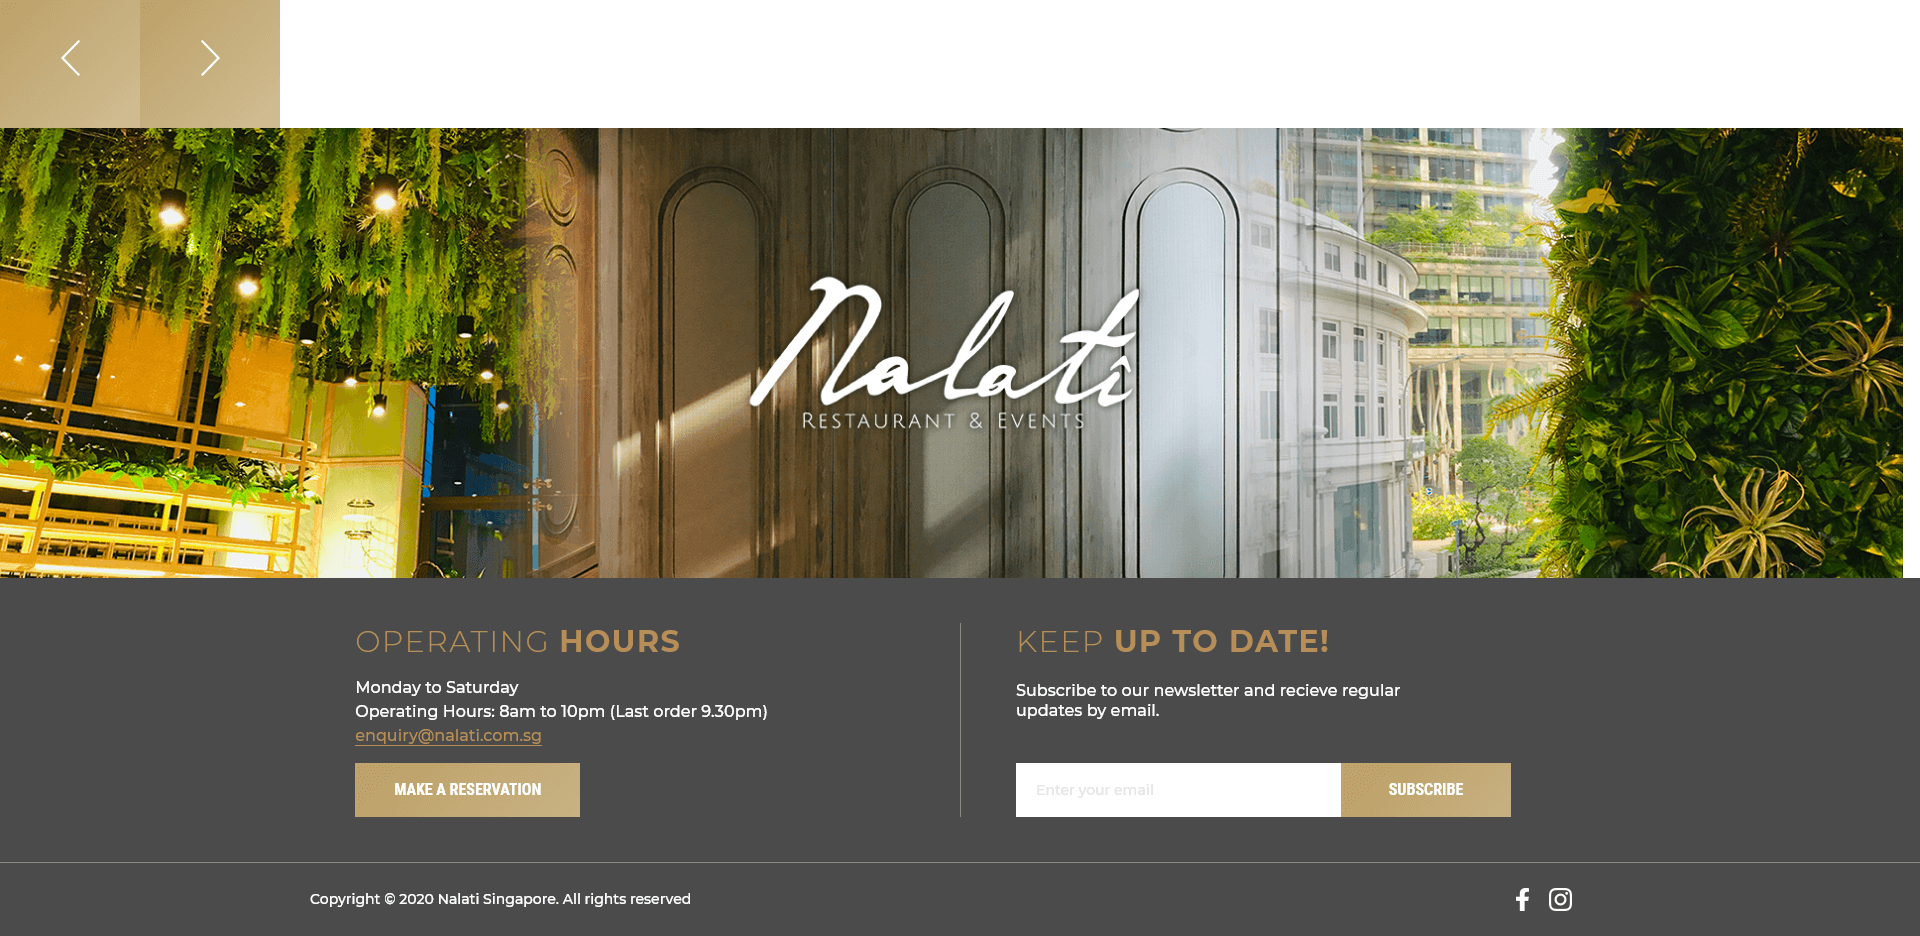 Nalatî
RESTAURANT & EVENTS
OPERATING HOURS
Monday to Saturday
Operating Hours: 8am to 10pm (Last order 9.30pm)
enquiry@nalati.com.sg
MAKE A RESERVATION
KEEP UP TO DATE!
Subscribe to our newsletter and recieve regular
updates by email.
Enter your email
SUBSCRIBE
Copyright © 2020 Nalati Singapore. All rights reserved